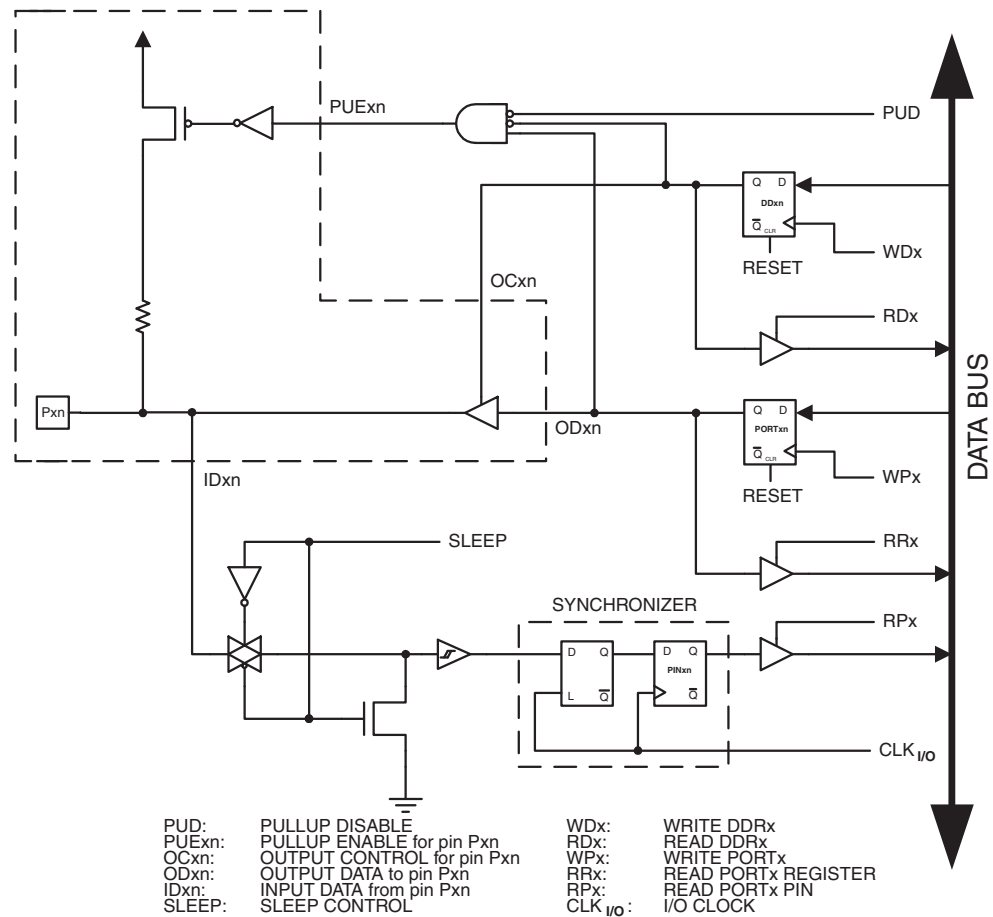 PUExn
PUD
Q D
DDxn
Q CLR
WDx
RESET
OCxn
RDx
Pxn
ODxn
Q D
PORTxn
Q CLR
WPx
RESET
IDxn
DATA BUS
SLEEP
RRx
SYNCHRONIZER
RPx
D Q
L Q
D Q
PINxn
Q
CLK I/O
PUD: PULLUP DISABLE
PUExn: PULLUP ENABLE for pin Pxn
OCxn: OUTPUT CONTROL for pin Pxn
ODxn: OUTPUT DATA to pin Pxn
IDxn: INPUT DATA from pin Pxn
SLEEP: SLEEP CONTROL
WDx: WRITE DDRx
RDx: READ DDRx
WPx: WRITE PORTx
RRx: READ PORTx REGISTER
RPx: READ PORTx PIN
CLK I/O: I/O CLOCK